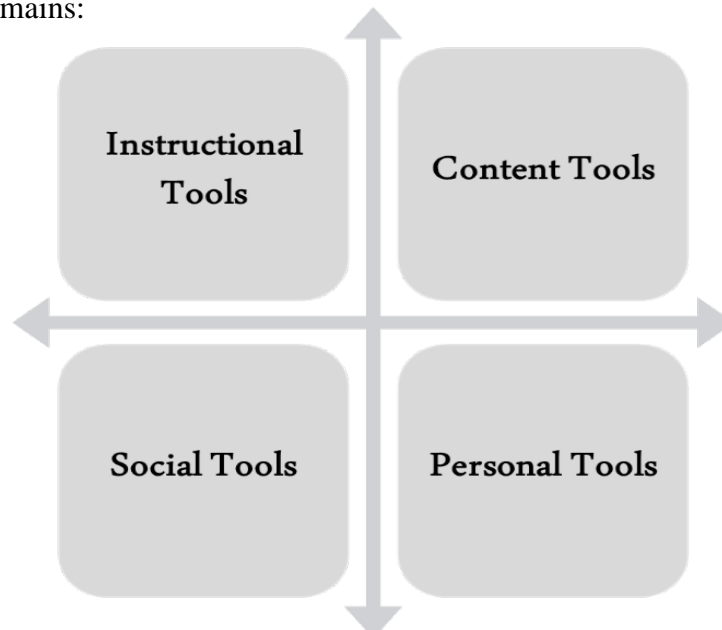 mains:
Instructional
Tools
Content Tools
Social Tools
Personal Tools